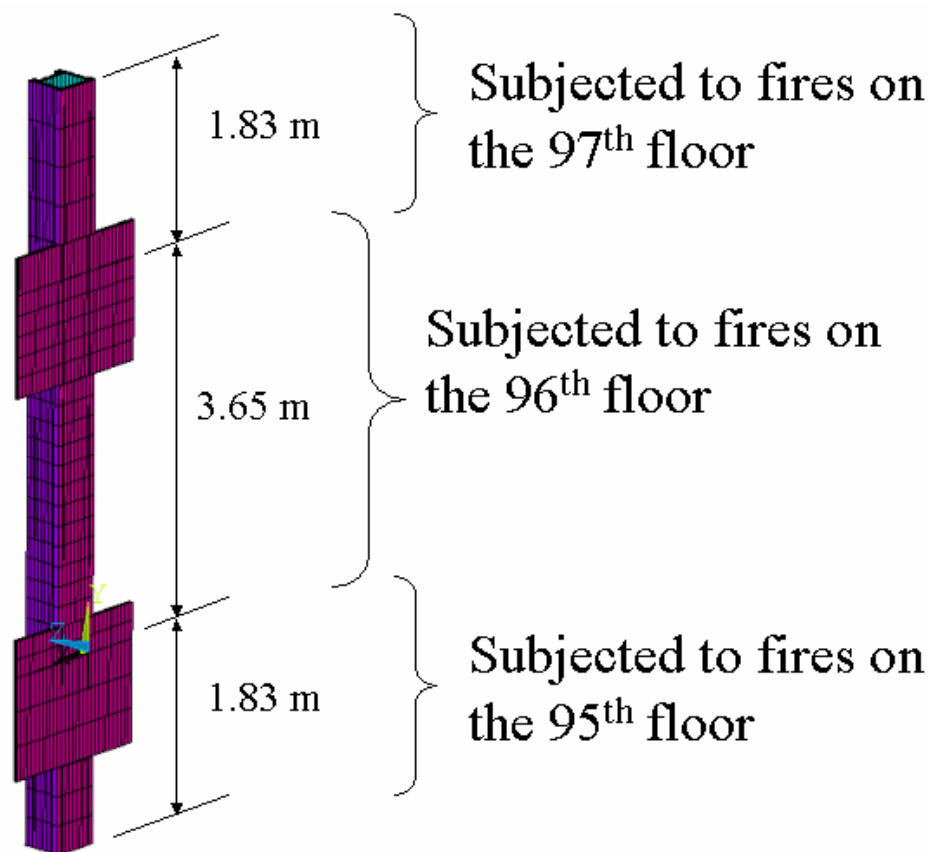 1.83 m
Subjected to fires on
the 97th floor
3.65 m
Subjected to fires on
the 96th floor
Y
Z
1.83 m
Subjected to fires on
the 95th floor